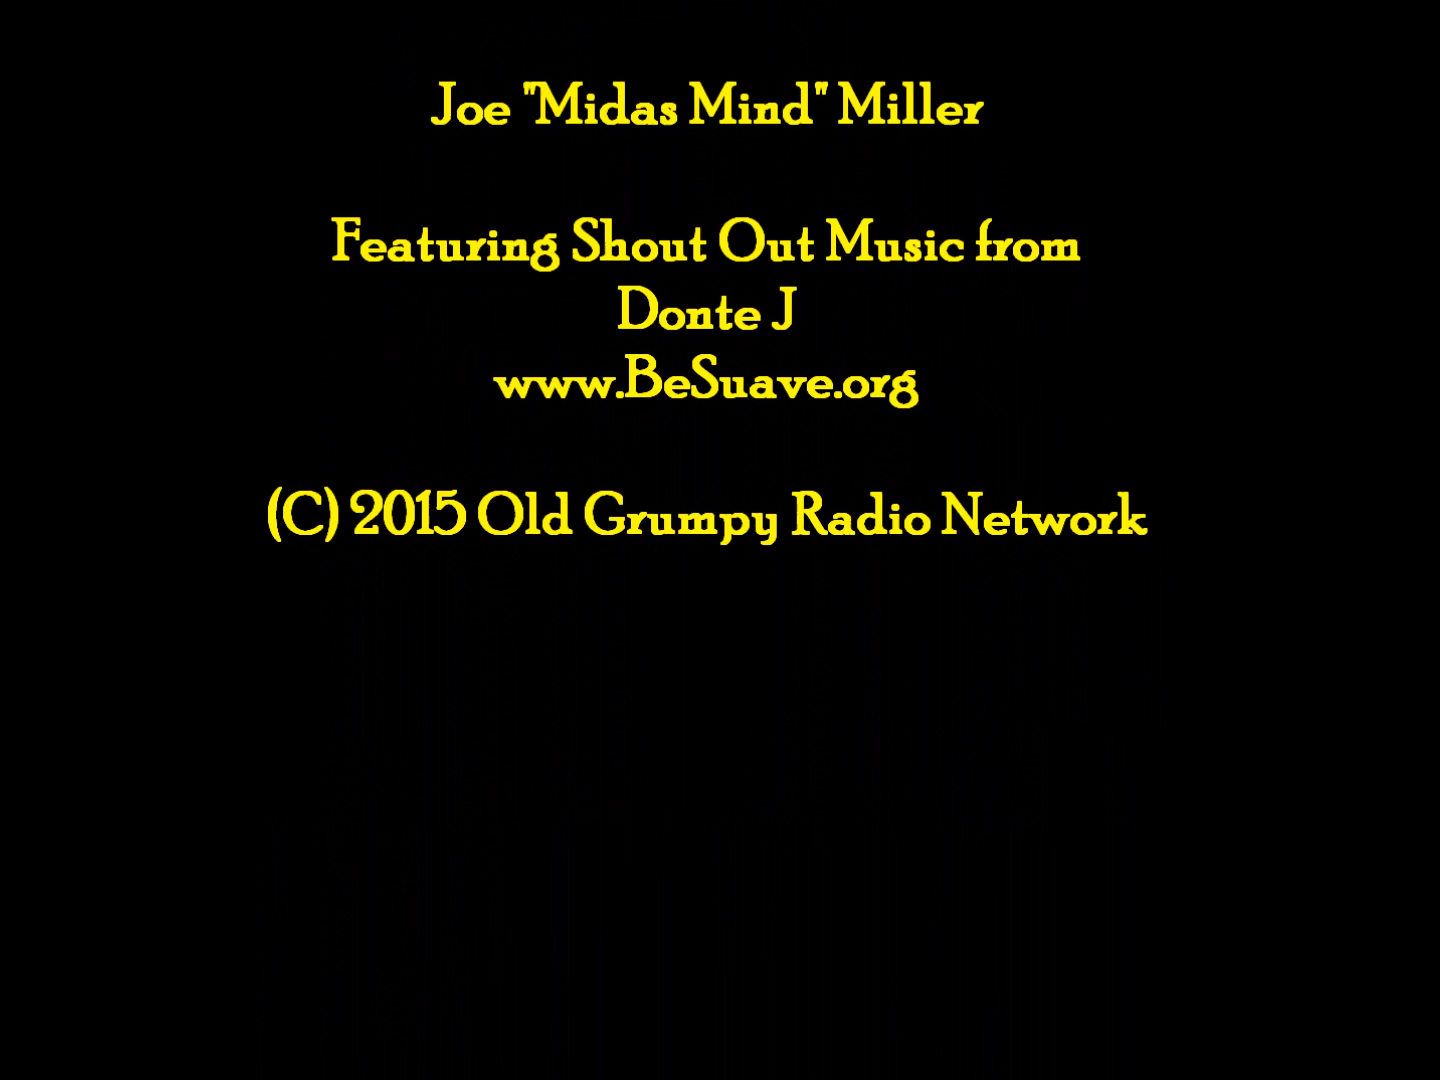 Joe "Midas Mind" Miller
Featuring Shout Out Music from
Donte J
www.BeSuave.org
(C) 2015 Old Grumpy Radio Network